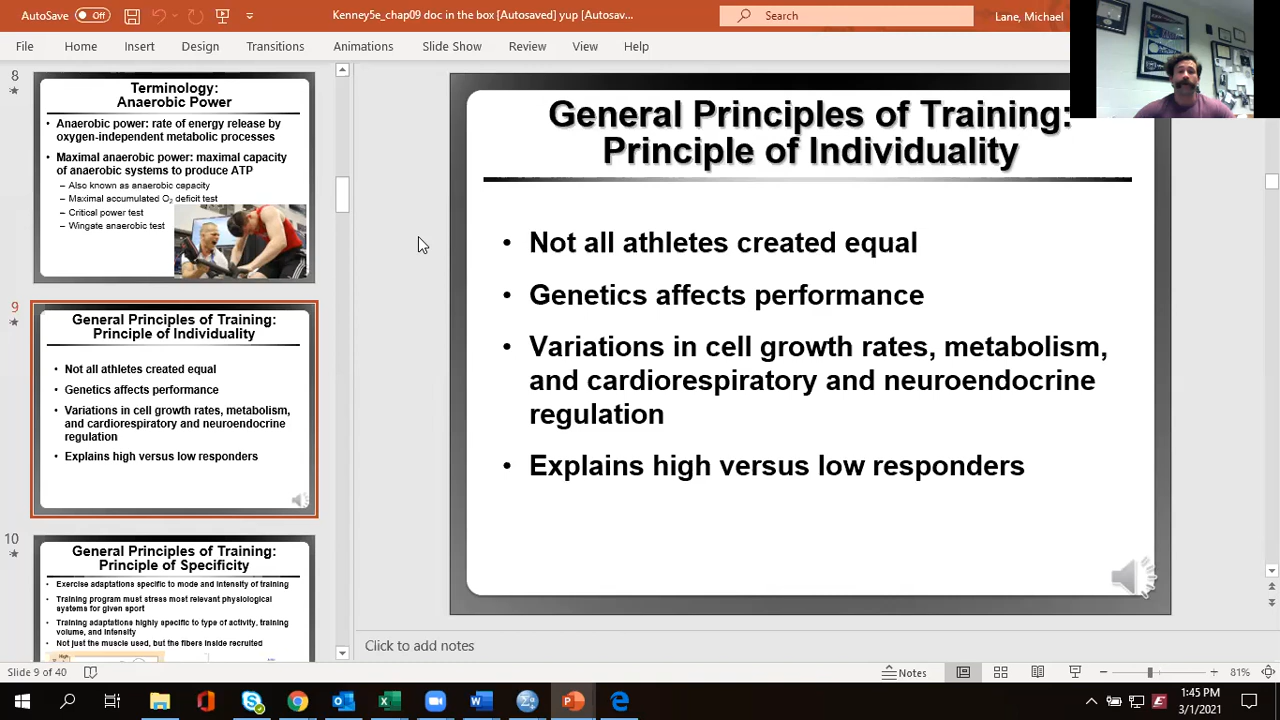 AutoSave Off
Kenney5e_chap09 doc in the box [Autosaved] yup [Autosav...
Search
Lane, Michael
File Home Insert Design Transitions Animations Slide Show Review View Help
8
Terminology:
Anaerobic Power
• Anaerobic power: rate of energy release by
oxygen-independent metabolic processes
• Maximal anaerobic power: maximal capacity
of anaerobic systems to produce ATP
– Also known as anaerobic capacity
– Maximal accumulated O2 deficit test
– Critical power test
– Wingate anaerobic test
9
General Principles of Training:
Principle of Individuality
• Not all athletes created equal
• Genetics affects performance
• Variations in cell growth rates, metabolism,
and cardiorespiratory and neuroendocrine
regulation
• Explains high versus low responders
10
General Principles of Training:
Principle of Specificity
• Exercise adaptations specific to mode and intensity of training
• Training program must stress most relevant physiological
systems for given sport
• Training adaptations highly specific to type of activity, training
volume, and intensity
• Not just the muscle used, but the fibers inside recruited
High
General Principles of Training:
Principle of Individuality
• Not all athletes created equal
• Genetics affects performance
• Variations in cell growth rates, metabolism,
and cardiorespiratory and neuroendocrine
regulation
• Explains high versus low responders
Click to add notes
Slide 9 of 40
Notes
81%
1:45 PM
3/1/2021